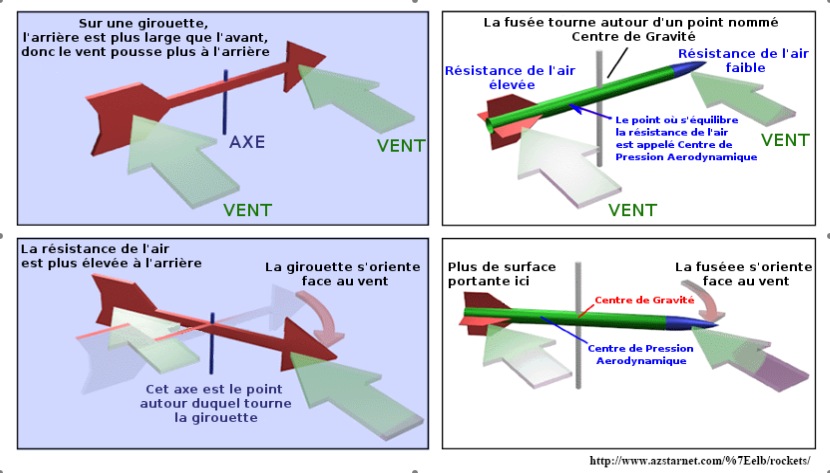 Sur une girouette,
l'arrière est plus large que l'avant,
donc le vent pousse plus à l'arrière
AXE
VENT
VENT
La fusée tourne autour d'un point nommé
Centre de Gravité
Résistance de l'air
élevée
Résistance de l'air
faible
Le point où s'équilibre
la résistance de l'air
est appelé Centre de
Pression Aerodynamique
VENT
VENT
La résistance de l'air
est plus élevée à l'arrière
La girouette s'oriente
face au vent
Cet axe est le point
autour duquel tourne
la girouette
Plus de surface
portante ici
La fuséee s'oriente
face au vent
Centre de Gravité
Centre de Pression
Aerodynamique
http://www.azstarnet.com/%7Eelb/rockets/